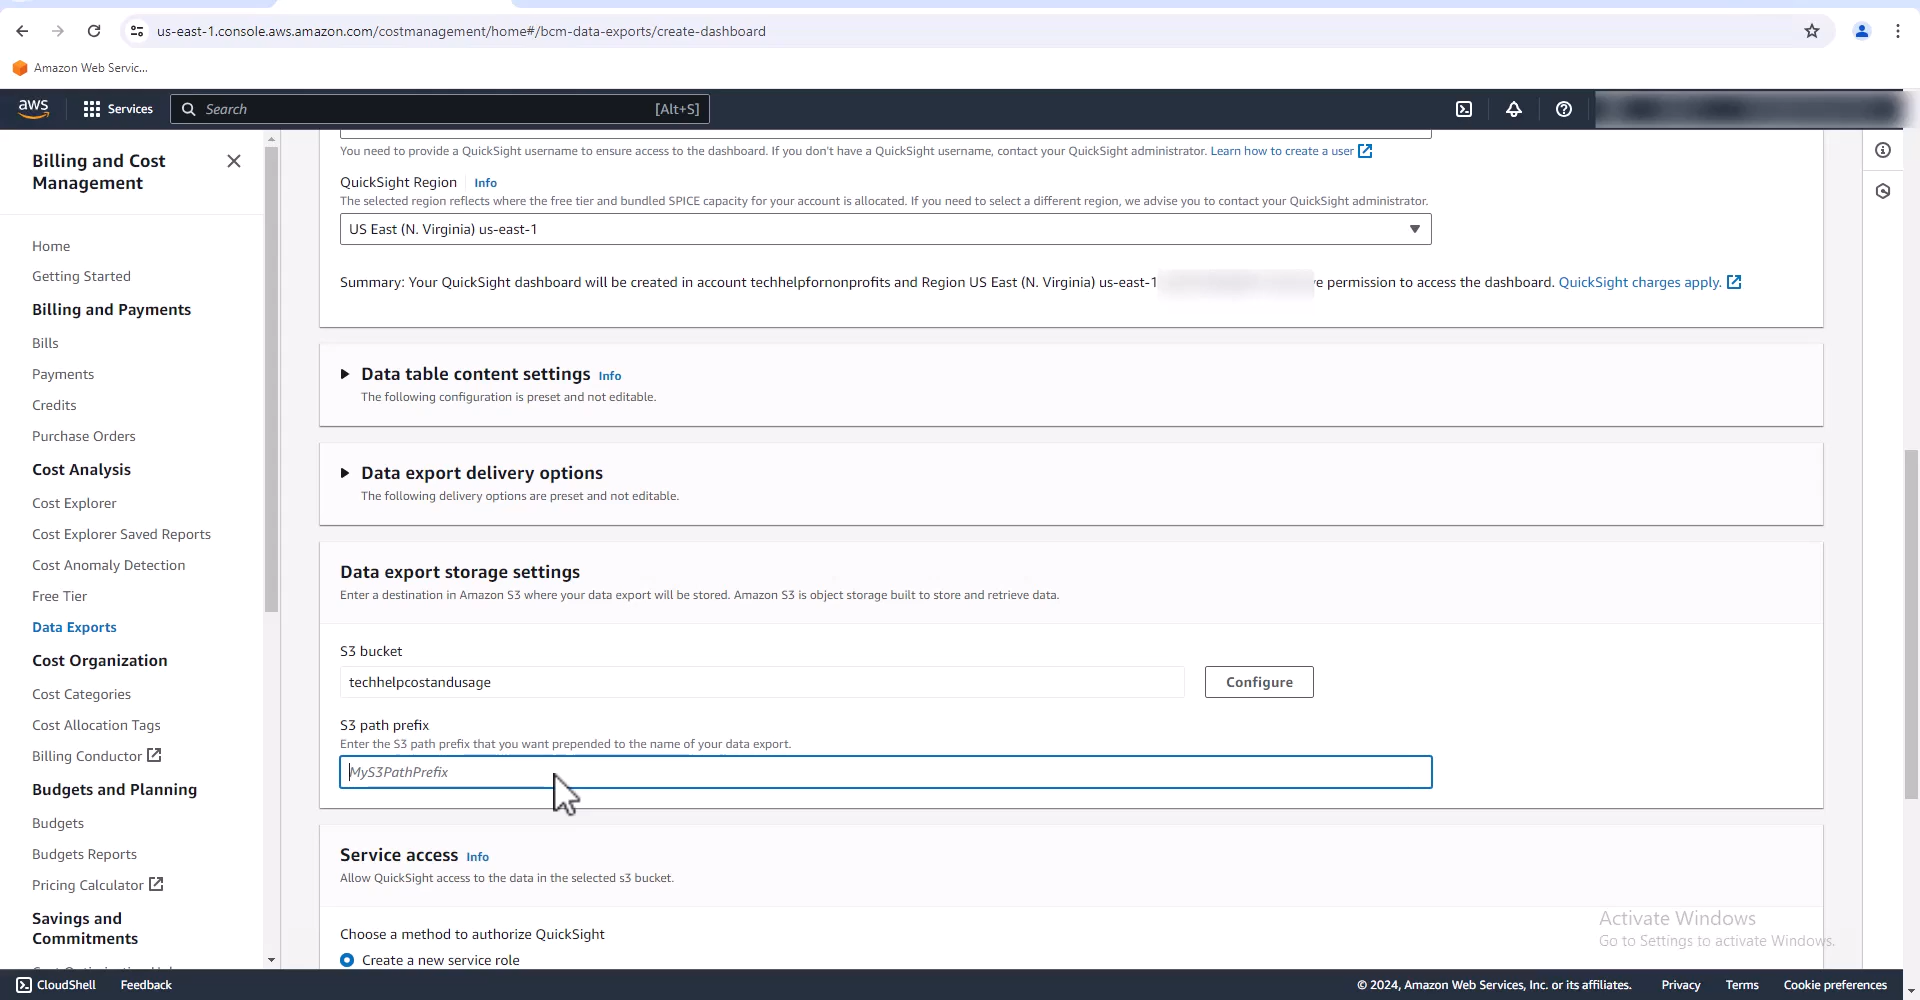 us-east-1.console.aws.amazon.com/costmanagement/home#/bcm-data-exports/create-dashboard
Amazon Web Servic...
aws
Services
Search
[Alt+S]
Billing and Cost
Management
Home
Getting Started
Billing and Payments
Bills
Payments
Credits
Purchase Orders
Cost Analysis
Cost Explorer
Cost Explorer Saved Reports
Cost Anomaly Detection
Free Tier
Data Exports
Cost Organization
Cost Categories
Cost Allocation Tags
Billing Conductor
Budgets and Planning
Budgets
Budgets Reports
Pricing Calculator
Savings and
Commitments
You need to provide a QuickSight username to ensure access to the dashboard. If you don't have a QuickSight username, contact your QuickSight administrator. Learn how to create a user
QuickSight Region Info
The selected region reflects where the free tier and bundled SPICE capacity for your account is allocated. If you need to select a different region, we advise you to contact your QuickSight administrator.
US East (N. Virginia) us-east-1
Summary: Your QuickSight dashboard will be created in account techhelpfornonprofits and Region US East (N. Virginia) us-east-1 permission to access the dashboard. QuickSight charges apply.
Data table content settings Info
The following configuration is preset and not editable.
Data export delivery options
The following delivery options are preset and not editable.
Data export storage settings
Enter a destination in Amazon S3 where your data export will be stored. Amazon S3 is object storage built to store and retrieve data.
S3 bucket
techhelpcostandusage
Configure
S3 path prefix
Enter the S3 path prefix that you want prepended to the name of your data export.
MyS3PathPrefix
Service access Info
Allow QuickSight access to the data in the selected s3 bucket.
Choose a method to authorize QuickSight
Create a new service role
Activate Windows
Go to Settings to activate Windows.
CloudShell
Feedback
© 2024, Amazon Web Services, Inc. or its affiliates.
Privacy
Terms
Cookie preferences